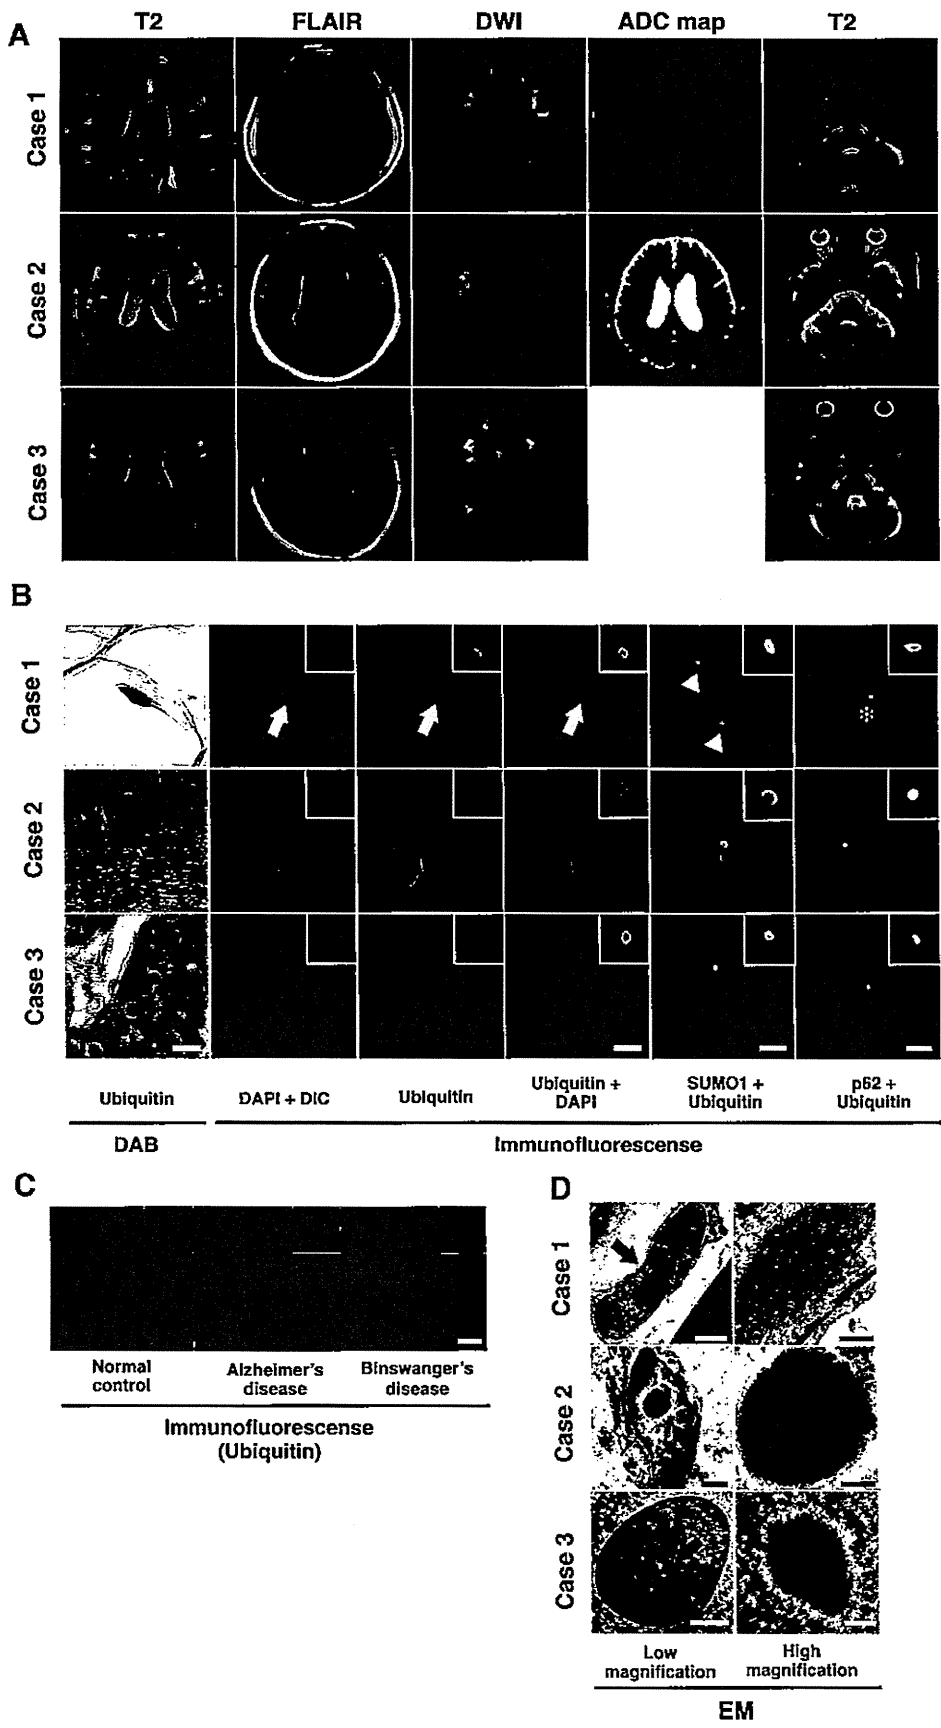 A
T2 FLAIR DWI ADC map T2
Case 1
Case 2
Case 3
B
Case 1
Case 2
Case 3
Ubiquitin DAPI + DIC Ubiquitin Ubiquitin + DAPI SUMO1 + Ubiquitin p62 + Ubiquitin
DAB Immunofluorescense
C
Normal control Alzheimer's disease Binswanger's disease
Immunofluorescense
(Ubiquitin)
D
Case 1
Case 2
Case 3
Low magnification High magnification
EM